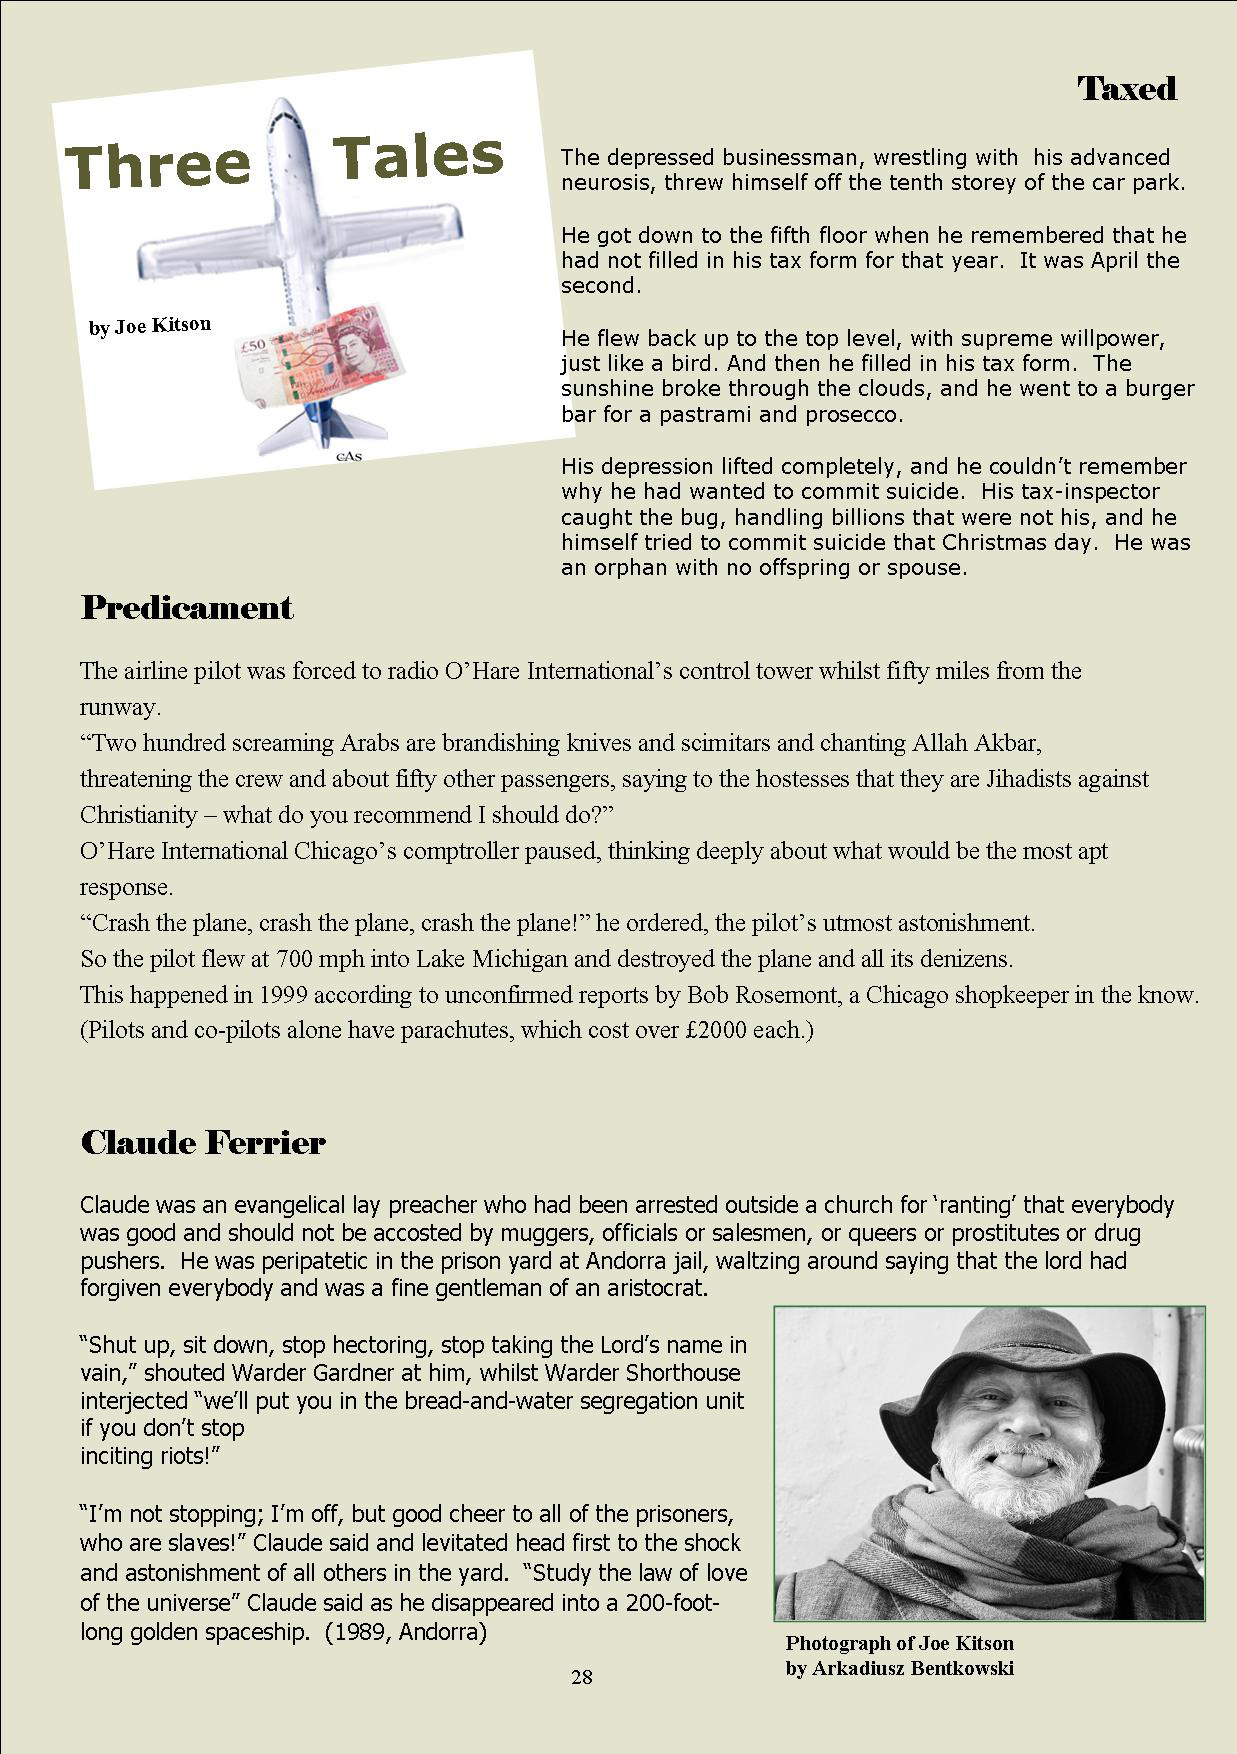 Three Tales
by Joe Kitson
£50
cAs
Taxed
The depressed businessman, wrestling with his advanced
neurosis, threw himself off the tenth storey of the car park.
He got down to the fifth floor when he remembered that he
had not filled in his tax form for that year. It was April the
second.
He flew back up to the top level, with supreme willpower,
just like a bird. And then he filled in his tax form. The
sunshine broke through the clouds, and he went to a burger
bar for a pastrami and prosecco.
His depression lifted completely, and he couldn’t remember
why he had wanted to commit suicide. His tax-inspector
caught the bug, handling billions that were not his, and he
himself tried to commit suicide that Christmas day. He was
an orphan with no offspring or spouse.
Predicament
The airline pilot was forced to radio O’Hare International’s control tower whilst fifty miles from the
runway.
“Two hundred screaming Arabs are brandishing knives and scimitars and chanting Allah Akbar,
threatening the crew and about fifty other passengers, saying to the hostesses that they are Jihadists against
Christianity – what do you recommend I should do?”
O’Hare International Chicago’s comptroller paused, thinking deeply about what would be the most apt
response.
“Crash the plane, crash the plane, crash the plane!” he ordered, the pilot’s utmost astonishment.
So the pilot flew at 700 mph into Lake Michigan and destroyed the plane and all its denizens.
This happened in 1999 according to unconfirmed reports by Bob Rosemont, a Chicago shopkeeper in the know.
(Pilots and co-pilots alone have parachutes, which cost over £2000 each.)
Claude Ferrier
Claude was an evangelical lay preacher who had been arrested outside a church for ‘ranting’ that everybody
was good and should not be accosted by muggers, officials or salesmen, or queers or prostitutes or drug
pushers. He was peripatetic in the prison yard at Andorra jail, waltzing around saying that the lord had
forgiven everybody and was a fine gentleman of an aristocrat.
“Shut up, sit down, stop hectoring, stop taking the Lord’s name in
vain,” shouted Warder Gardner at him, whilst Warder Shorthouse
interjected “we’ll put you in the bread-and-water segregation unit
if you don’t stop
inciting riots!”
“I’m not stopping; I’m off, but good cheer to all of the prisoners,
who are slaves!” Claude said and levitated head first to the shock
and astonishment of all others in the yard. “Study the law of love
of the universe” Claude said as he disappeared into a 200-foot-
long golden spaceship. (1989, Andorra)
Photograph of Joe Kitson
by Arkadiusz Bentkowski
28